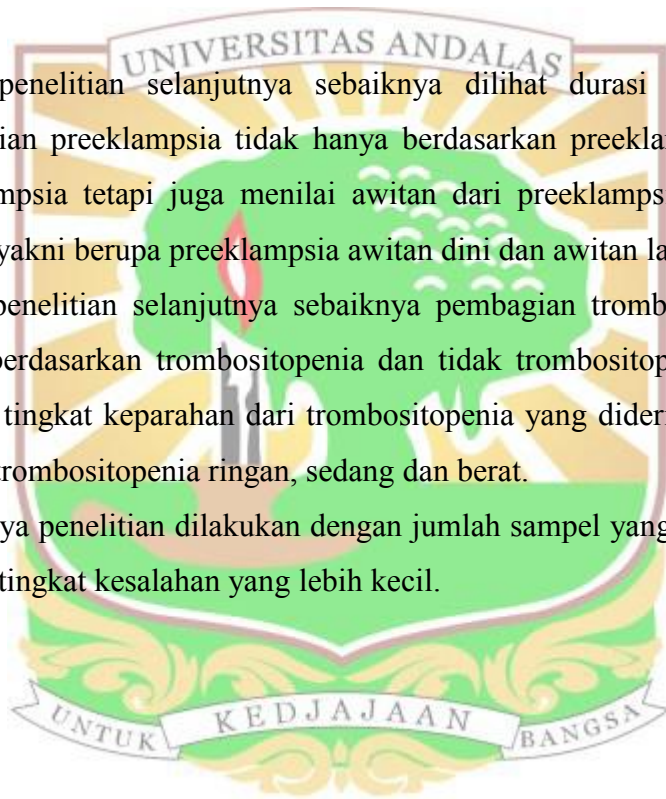 UNIVERSITAS ANDALAS
penelitian selanjutnya sebaiknya dilihat durasi
ian preeklampsia tidak hanya berdasarkan preeklam
mpsia tetapi juga menilai awitan dari preeklamps
yakni berupa preeklampsia awitan dini dan awitan la
penelitian selanjutnya sebaiknya pembagian tromb
berdasarkan trombositopenia dan tidak trombositop
tingkat keparahan dari trombositopenia yang dideri
trombositopenia ringan, sedang dan berat.
ya penelitian dilakukan dengan jumlah sampel yang
tingkat kesalahan yang lebih kecil.
UNTUK KEDJAJAAN BANGSA